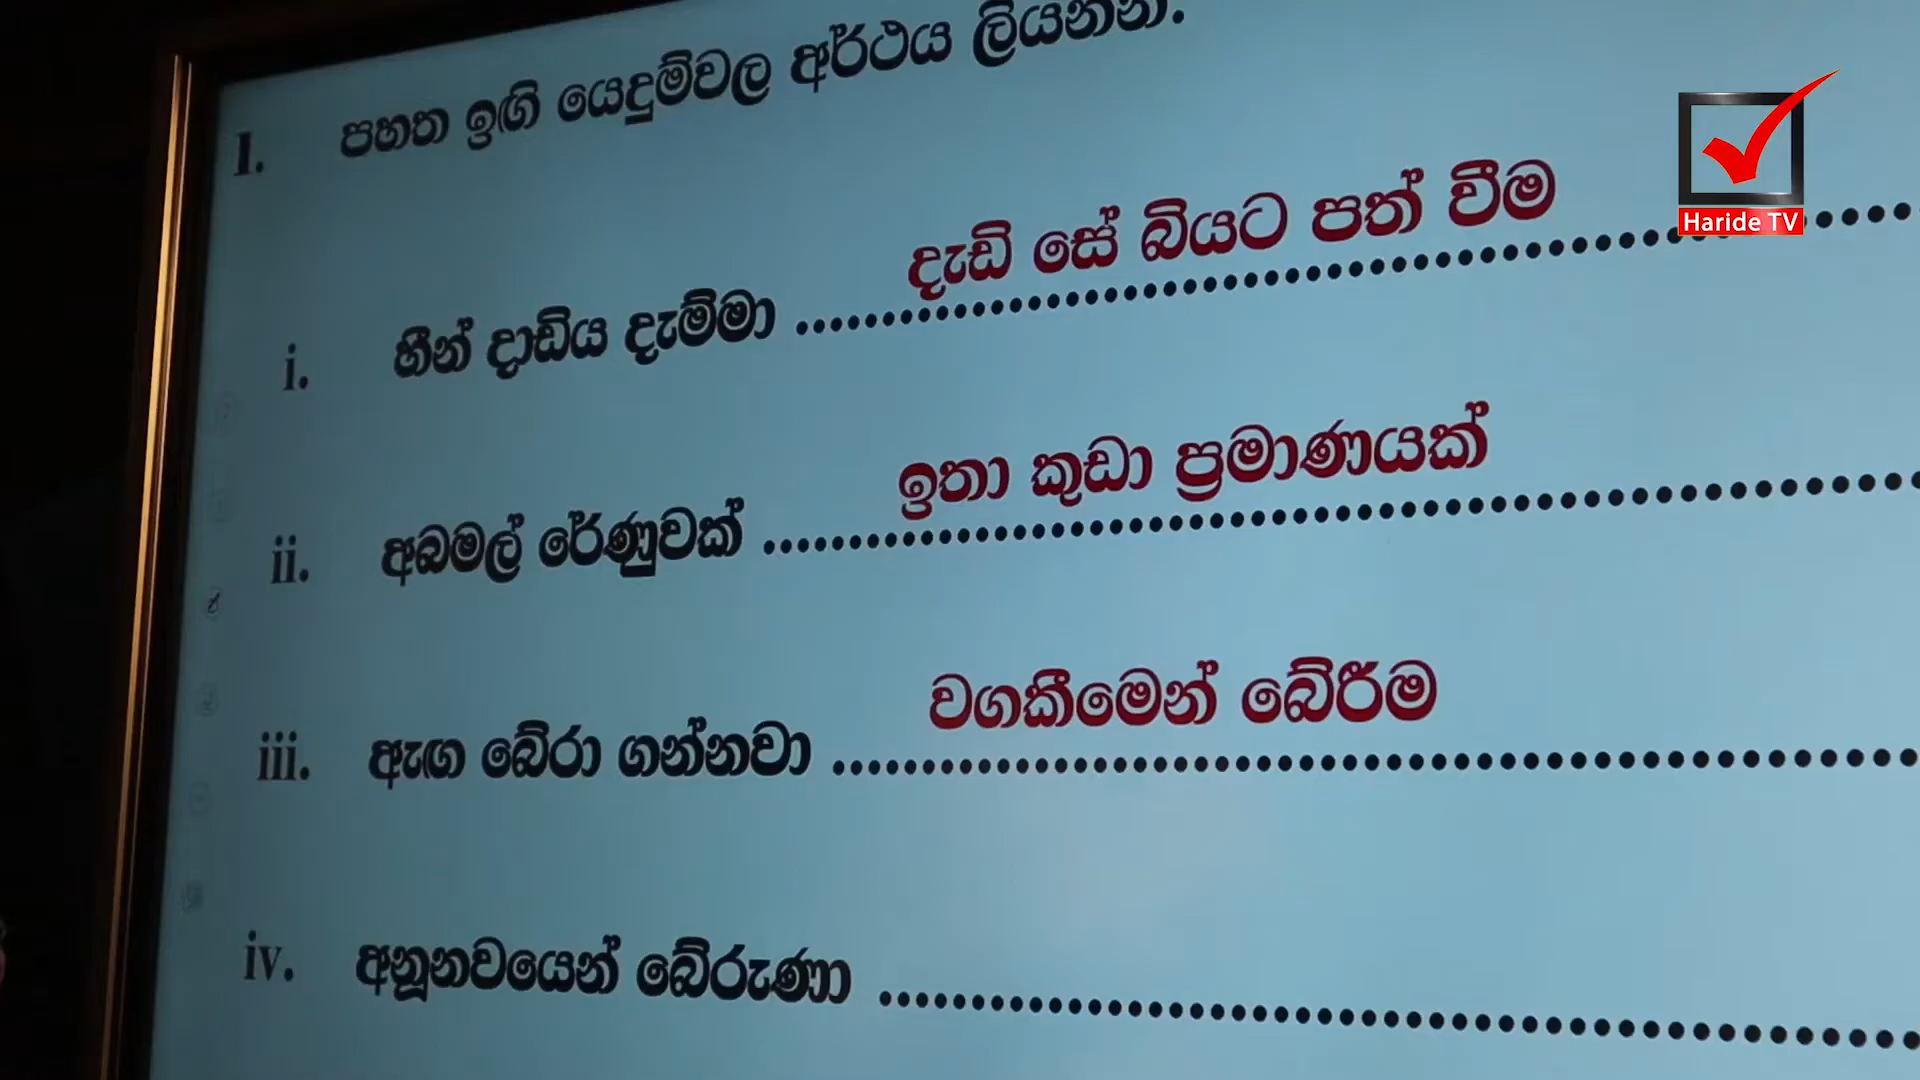 1. පහත ඉඟි යෙදුම්වල අර්ථය ලියන්න.
i. හීන් දාඩිය දැම්මා ........................ දැඩි සේ බියට පත් වීම
ii. අබමල් රේණුවක් ........................ ඉතා කුඩා ප්‍රමාණයක්
iii. ඇඟ බේරා ගන්නවා ........................ වගකීමෙන් බේරීම
iv. අනූනවයෙන් බේරුණා ........................
Haride TV